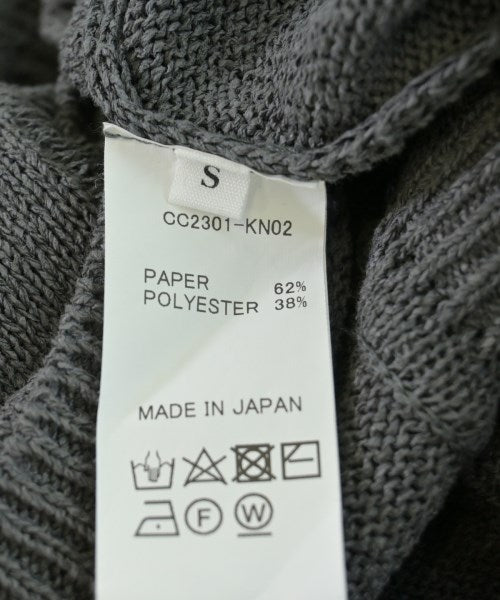 S
CC2301-KN02
PAPER 62%
POLYESTER 38%
MADE IN JAPAN
F W